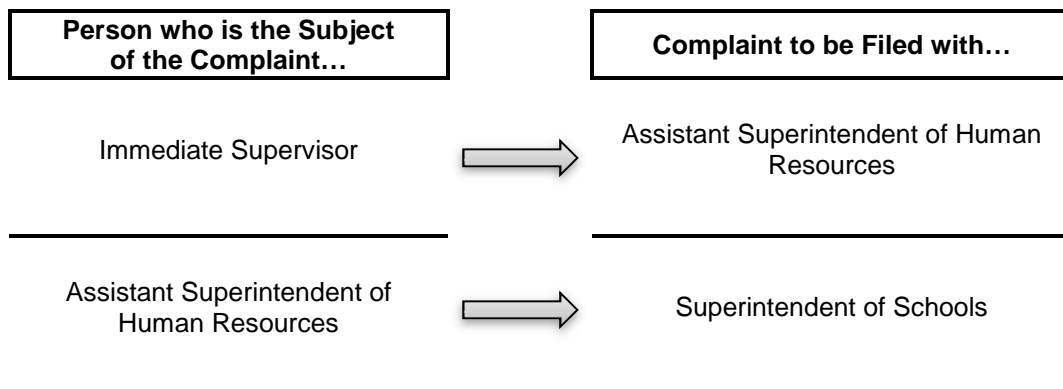 Person who is the Subject
of the Complaint…
Complaint to be Filed with…
Immediate Supervisor
Assistant Superintendent of Human
Resources
Assistant Superintendent of
Human Resources
Superintendent of Schools